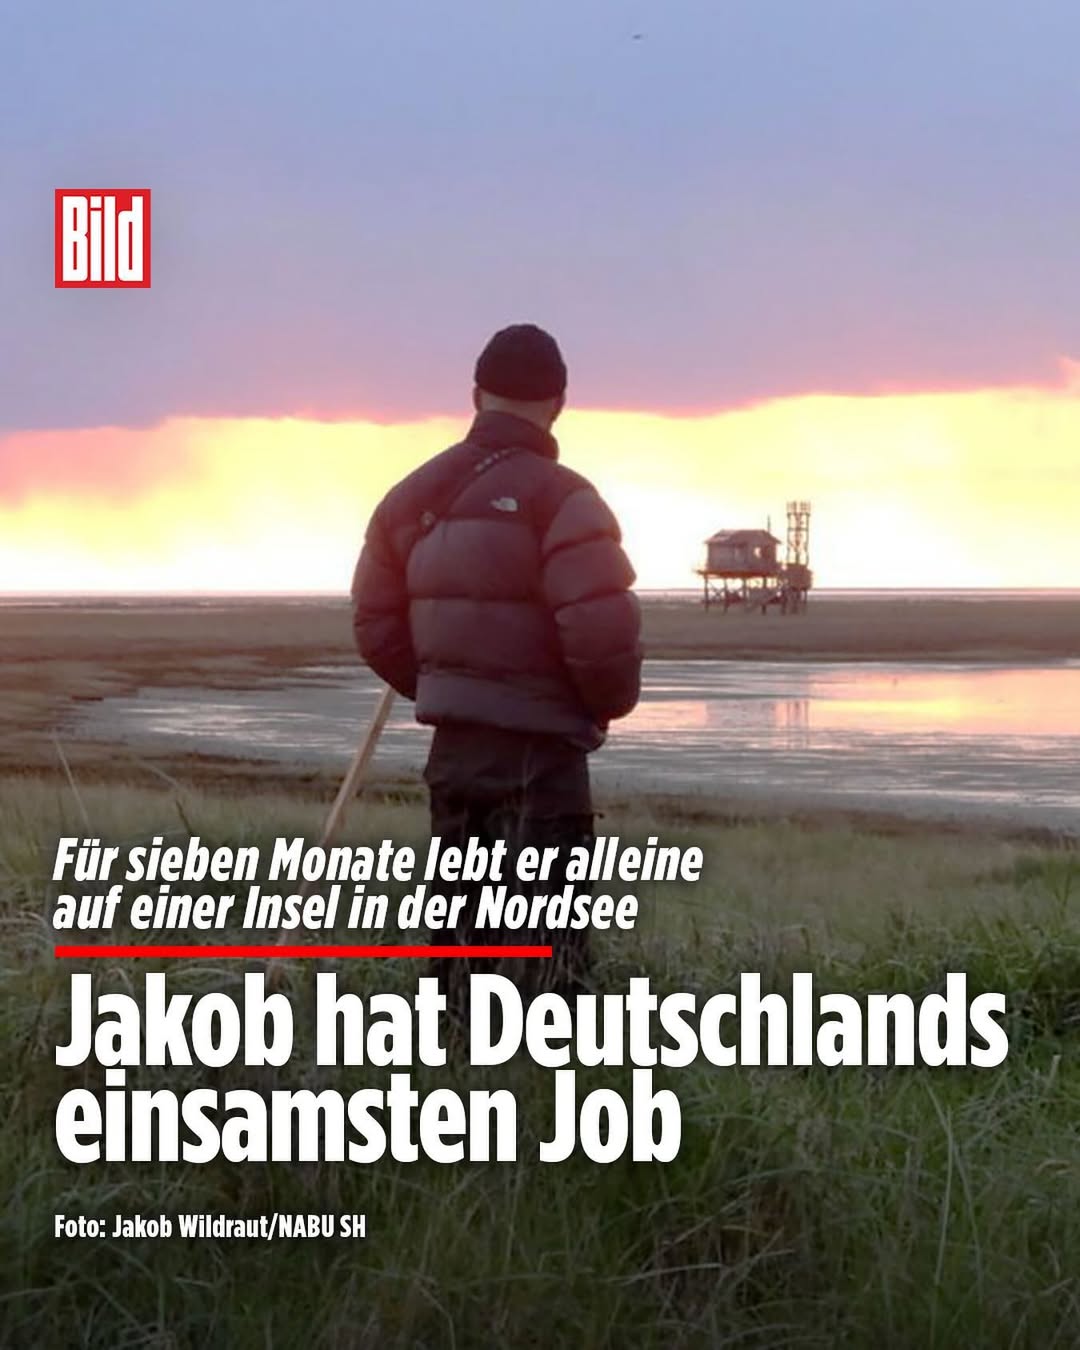 Bild
Für sieben Monate lebt er alleine
auf einer Insel in der Nordsee
Jakob hat Deutschlands
einsamsten Job
Foto: Jakob Wildraut/NABU SH